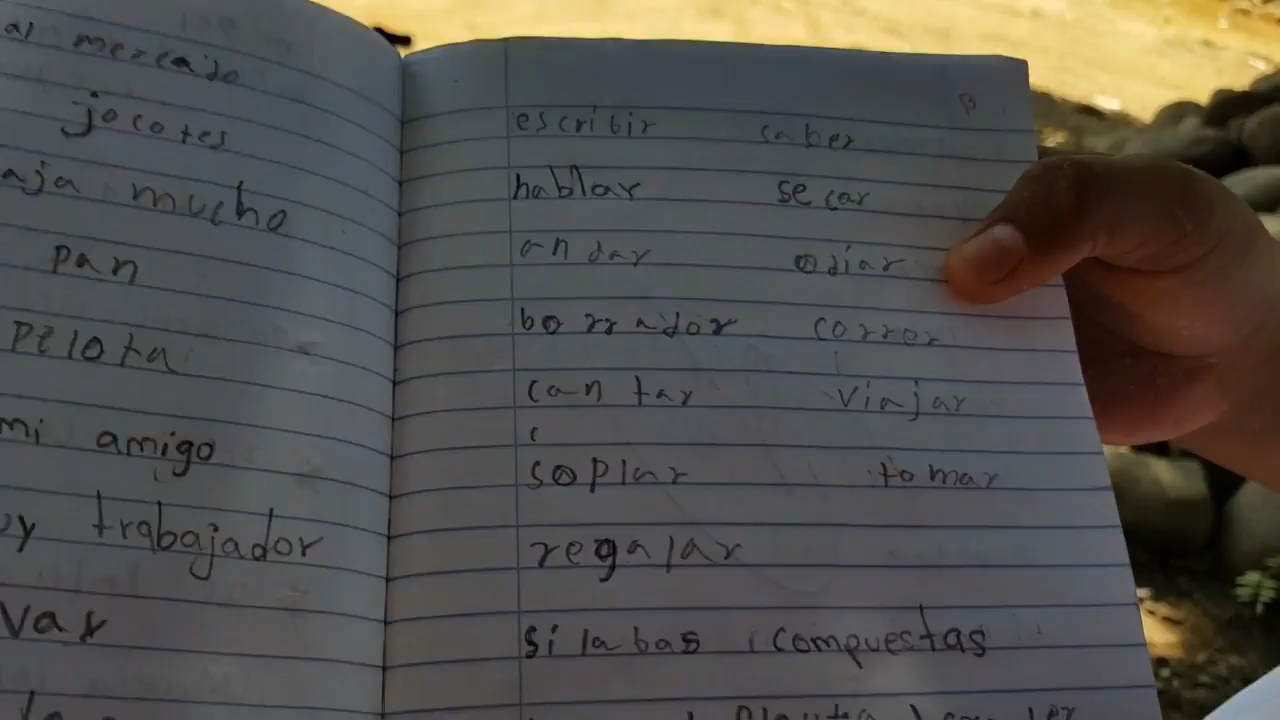 al mercado
jocotes
aja mucho
pan
pelota
mi amigo
oy trabajador
var
escribir saber
hablar secar
andar odiar
borrador correr
cantar viajar
c
soplar tomar
regalar
silabas compuestas